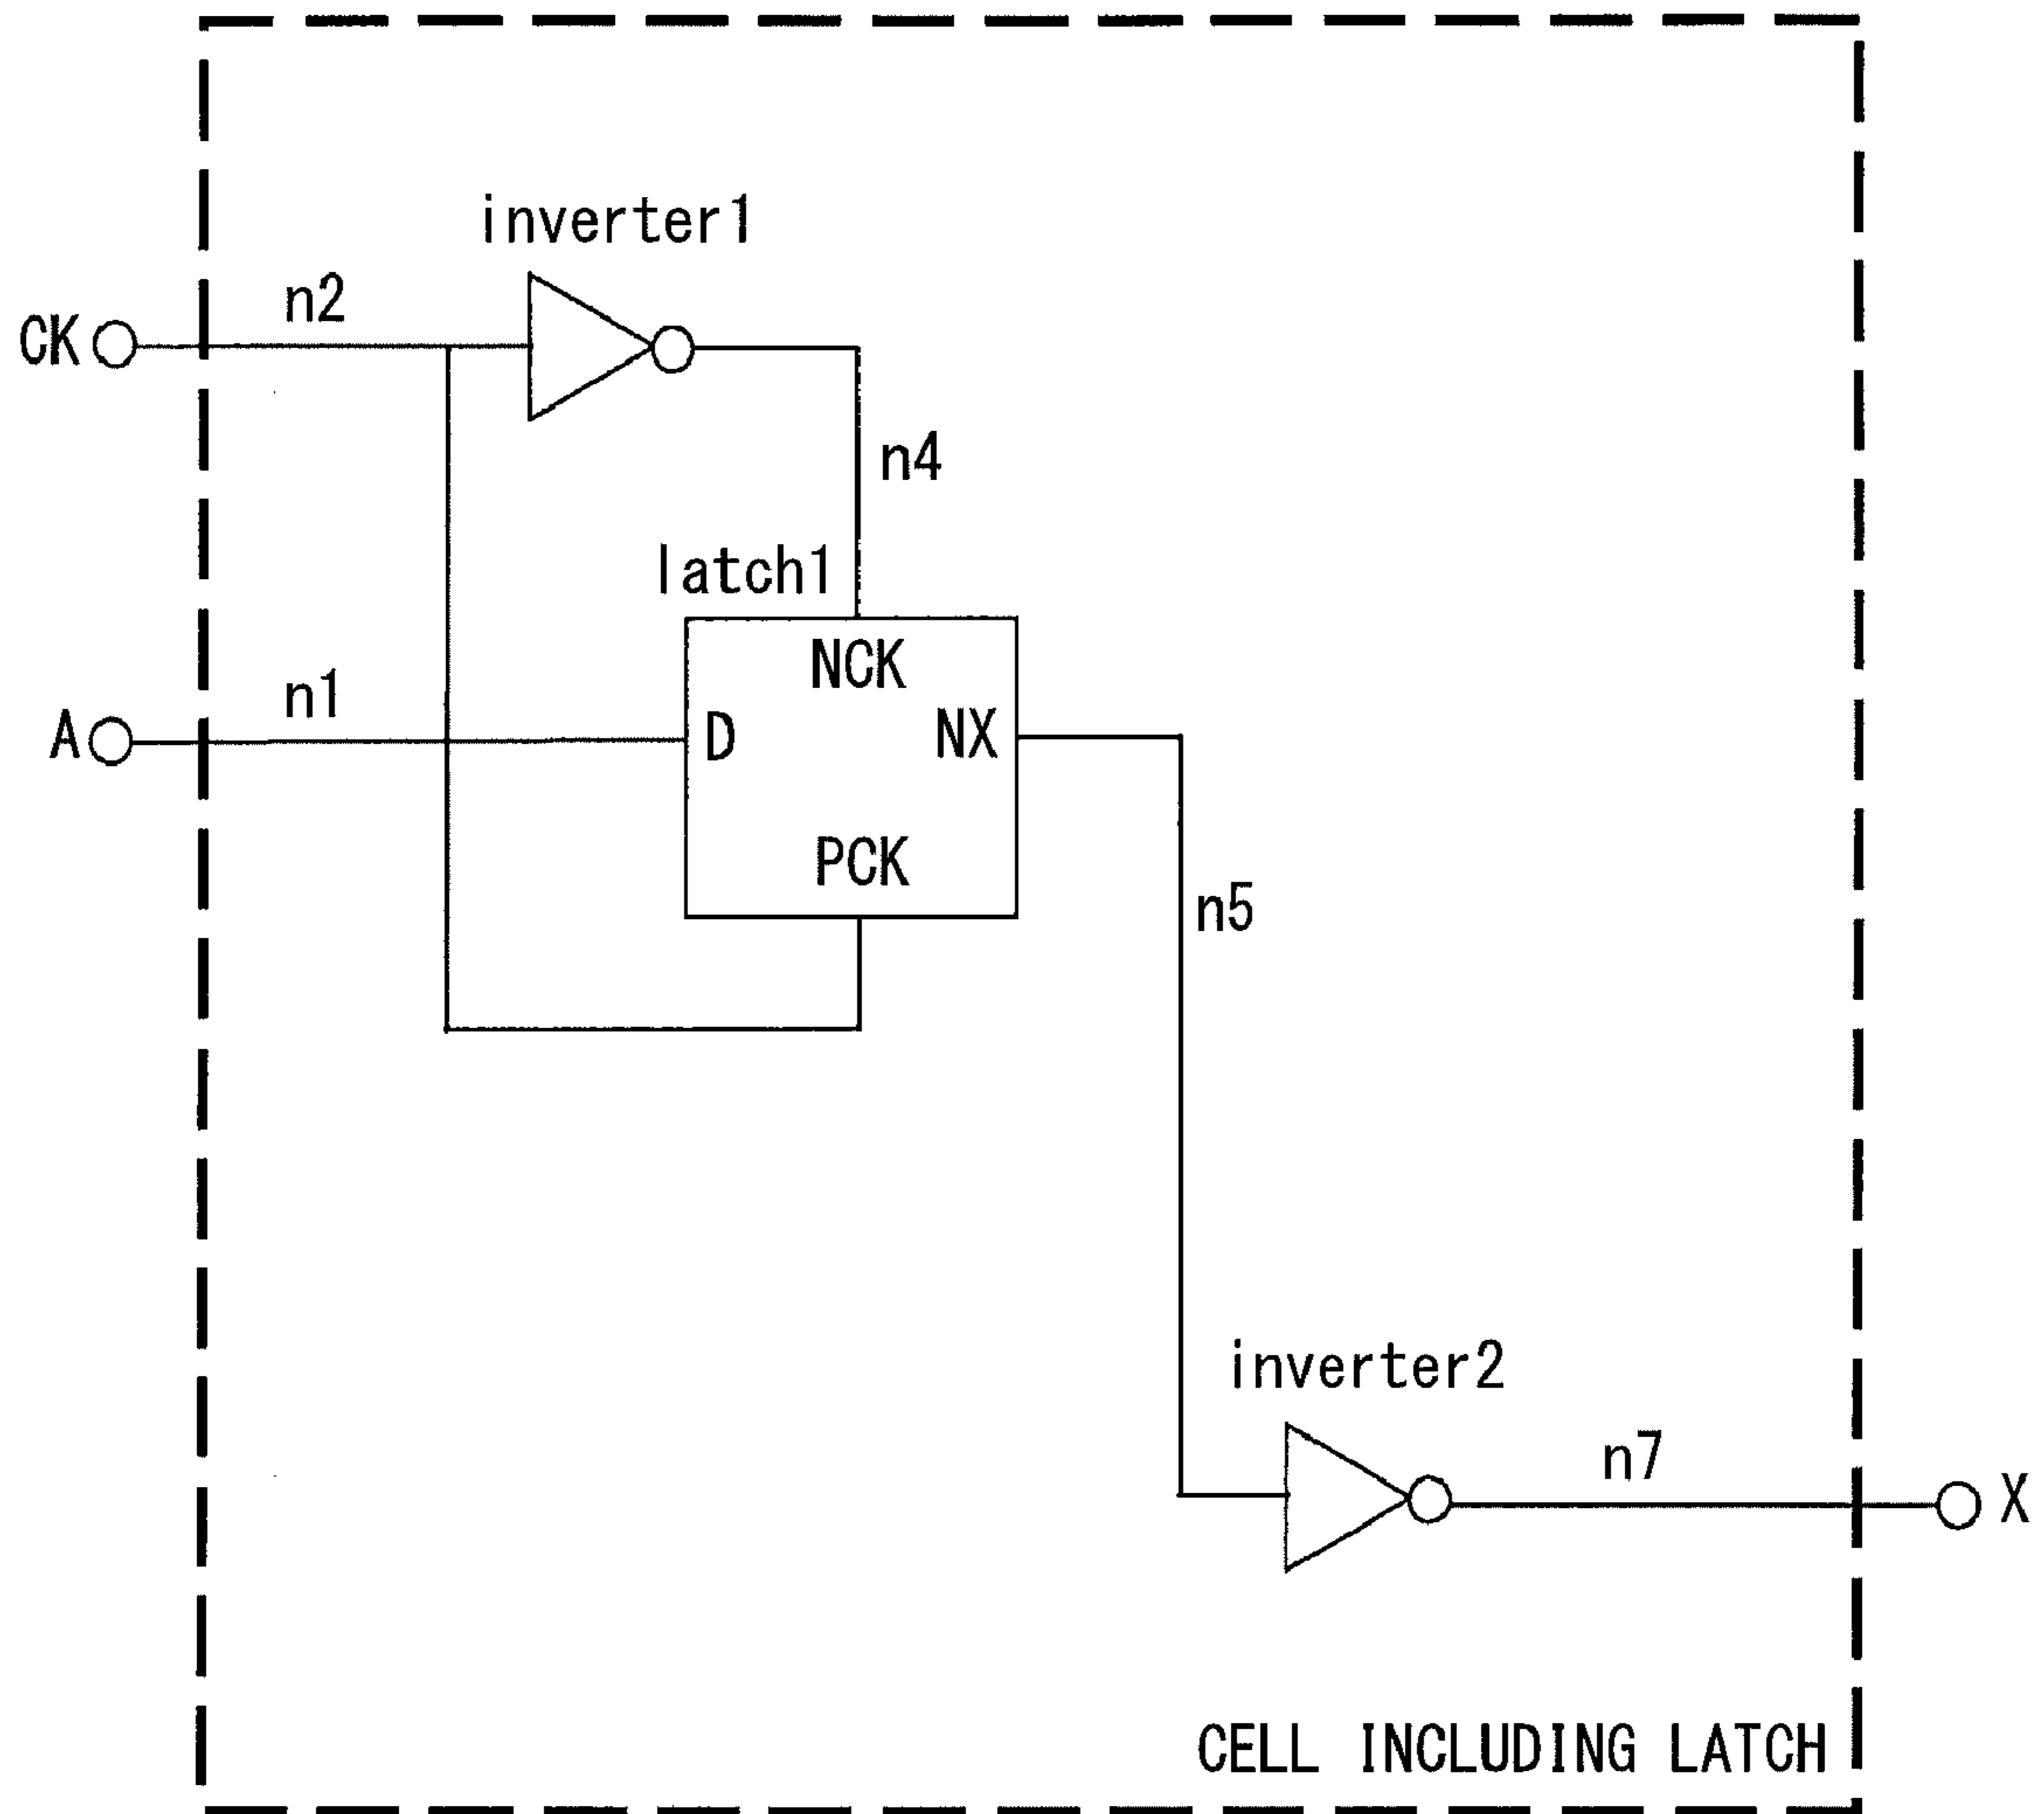 inverter1
n2
CK
n4
latch1
NCK
n1
A
D
NX
PCK
n5
inverter2
n7
X
CELL INCLUDING LATCH